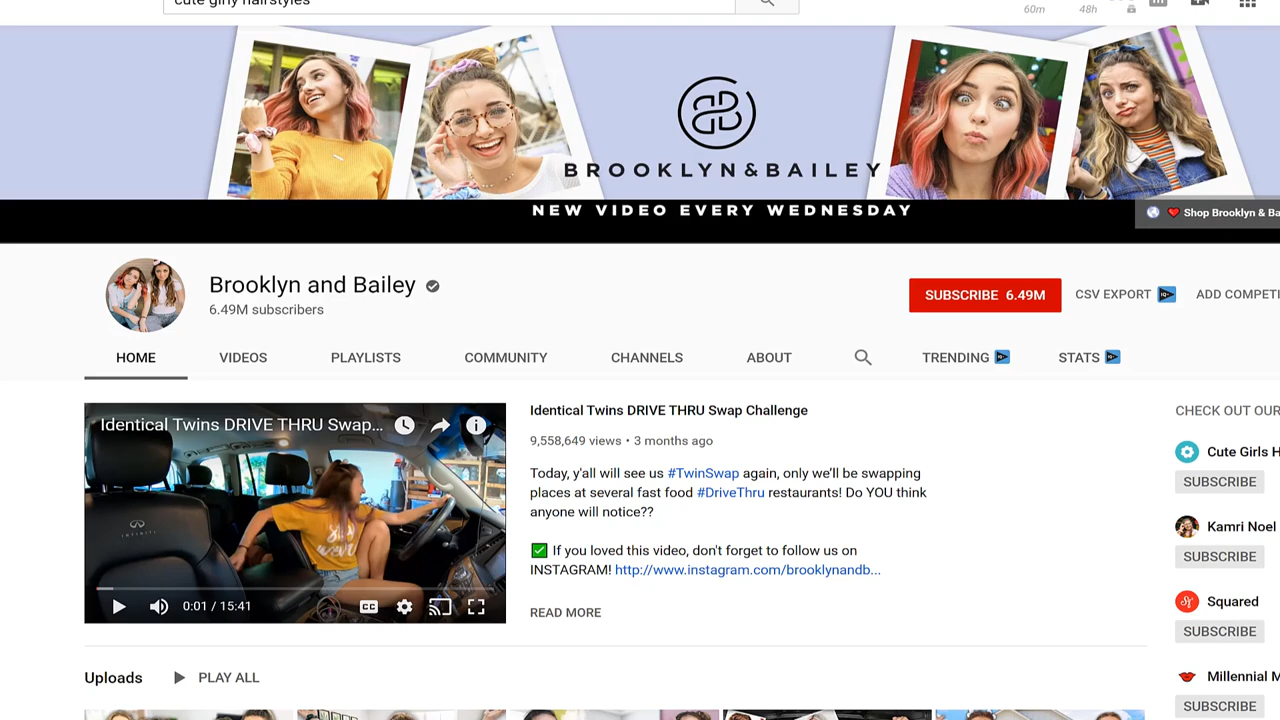 cute girly hairstyles
60m 48h
BROOKLYN&BAILEY
NEW VIDEO EVERY WEDNESDAY
Shop Brooklyn & Ba
Brooklyn and Bailey
6.49M subscribers
SUBSCRIBE 6.49M
CSV EXPORT
ADD COMPETI
HOME VIDEOS PLAYLISTS COMMUNITY CHANNELS ABOUT TRENDING STATS
Identical Twins DRIVE THRU Swap...
INFINITI
0:01 / 15:41
CC
Identical Twins DRIVE THRU Swap Challenge
9,558,649 views • 3 months ago
Today, y'all will see us #TwinSwap again, only we'll be swapping
places at several fast food #DriveThru restaurants! Do YOU think
anyone will notice??
✅ If you loved this video, don't forget to follow us on
INSTAGRAM! http://www.instagram.com/brooklynandb...
READ MORE
CHECK OUT OUR
Cute Girls H
SUBSCRIBE
Kamri Noel
SUBSCRIBE
Squared
SUBSCRIBE
Millennial M
SUBSCRIBE
Uploads PLAY ALL